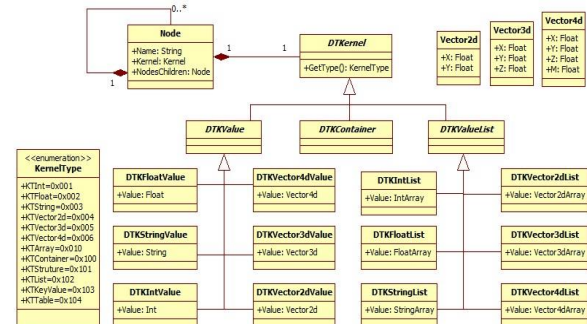 0..*
Node
+Name: String
+Kernel: Kernel
+NodesChildren: Node
1
1
1
DTKernel
+GetType(): KernelType
Vector2d
+X: Float
+Y: Float
Vector3d
+X: Float
+Y: Float
+Z: Float
Vector4d
+X: Float
+Y: Float
+Z: Float
+M: Float
DTKValue
DTKContainer
DTKValueList
<<enumeration>>
KernelType
+KTInt=0x001
+KTFloat=0x002
+KTString=0x003
+KTVector2d=0x004
+KTVector3d=0x005
+KTVector4d=0x006
+KTArray=0x010
+KTContainer=0x100
+KTStruture=0x101
+KTList=0x102
+KTKeyValue=0x103
+KTTable=0x104
DTKFloatValue
+Value: Float
DTKVector4dValue
+Value: Vector4d
DTKStringValue
+Value: String
DTKVector3dValue
+Value: Vector3d
DTKIntValue
+Value: Int
DTKVector2dValue
+Value: Vector2d
DTKIntList
+Value: IntArray
DTKVector2dList
+Value: Vector2dArray
DTKFloatList
+Value: FloatArray
DTKVector3dList
+Value: Vector3dArray
DTKStringList
+Value: StringArray
DTKVector4dList
+Value: Vector4dArray